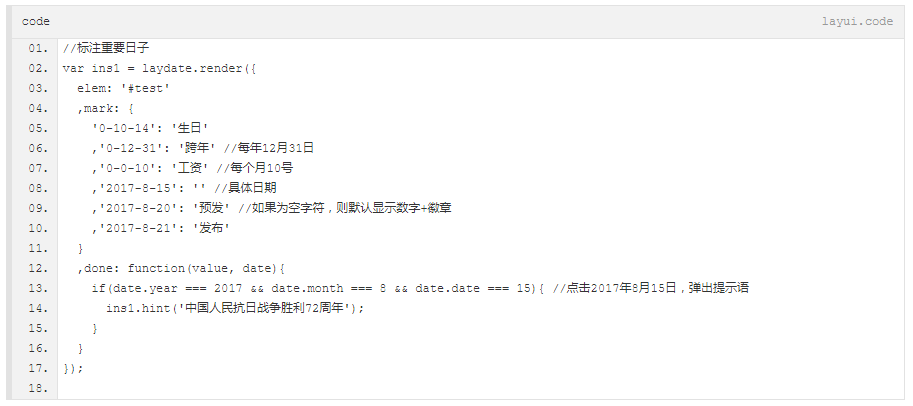 code layui.code
01. //标注重要日子
02. var ins1 = laydate.render({
03.   elem: '#test'
04.   ,mark: {
05.     '0-10-14': '生日'
06.     ,'0-12-31': '跨年' //每年12月31日
07.     ,'0-0-10': '工资' //每个月10号
08.     ,'2017-8-15': '' //具体日期
09.     ,'2017-8-20': '预发' //如果为空字符，则默认显示数字+徽章
10.     ,'2017-8-21': '发布'
11.   }
12.   ,done: function(value, date){
13.     if(date.year === 2017 && date.month === 8 && date.date === 15){ //点击2017年8月15日，弹出提示语
14.       ins1.hint('中国人民抗日战争胜利72周年');
15.     }
16.   }
17. });
18.